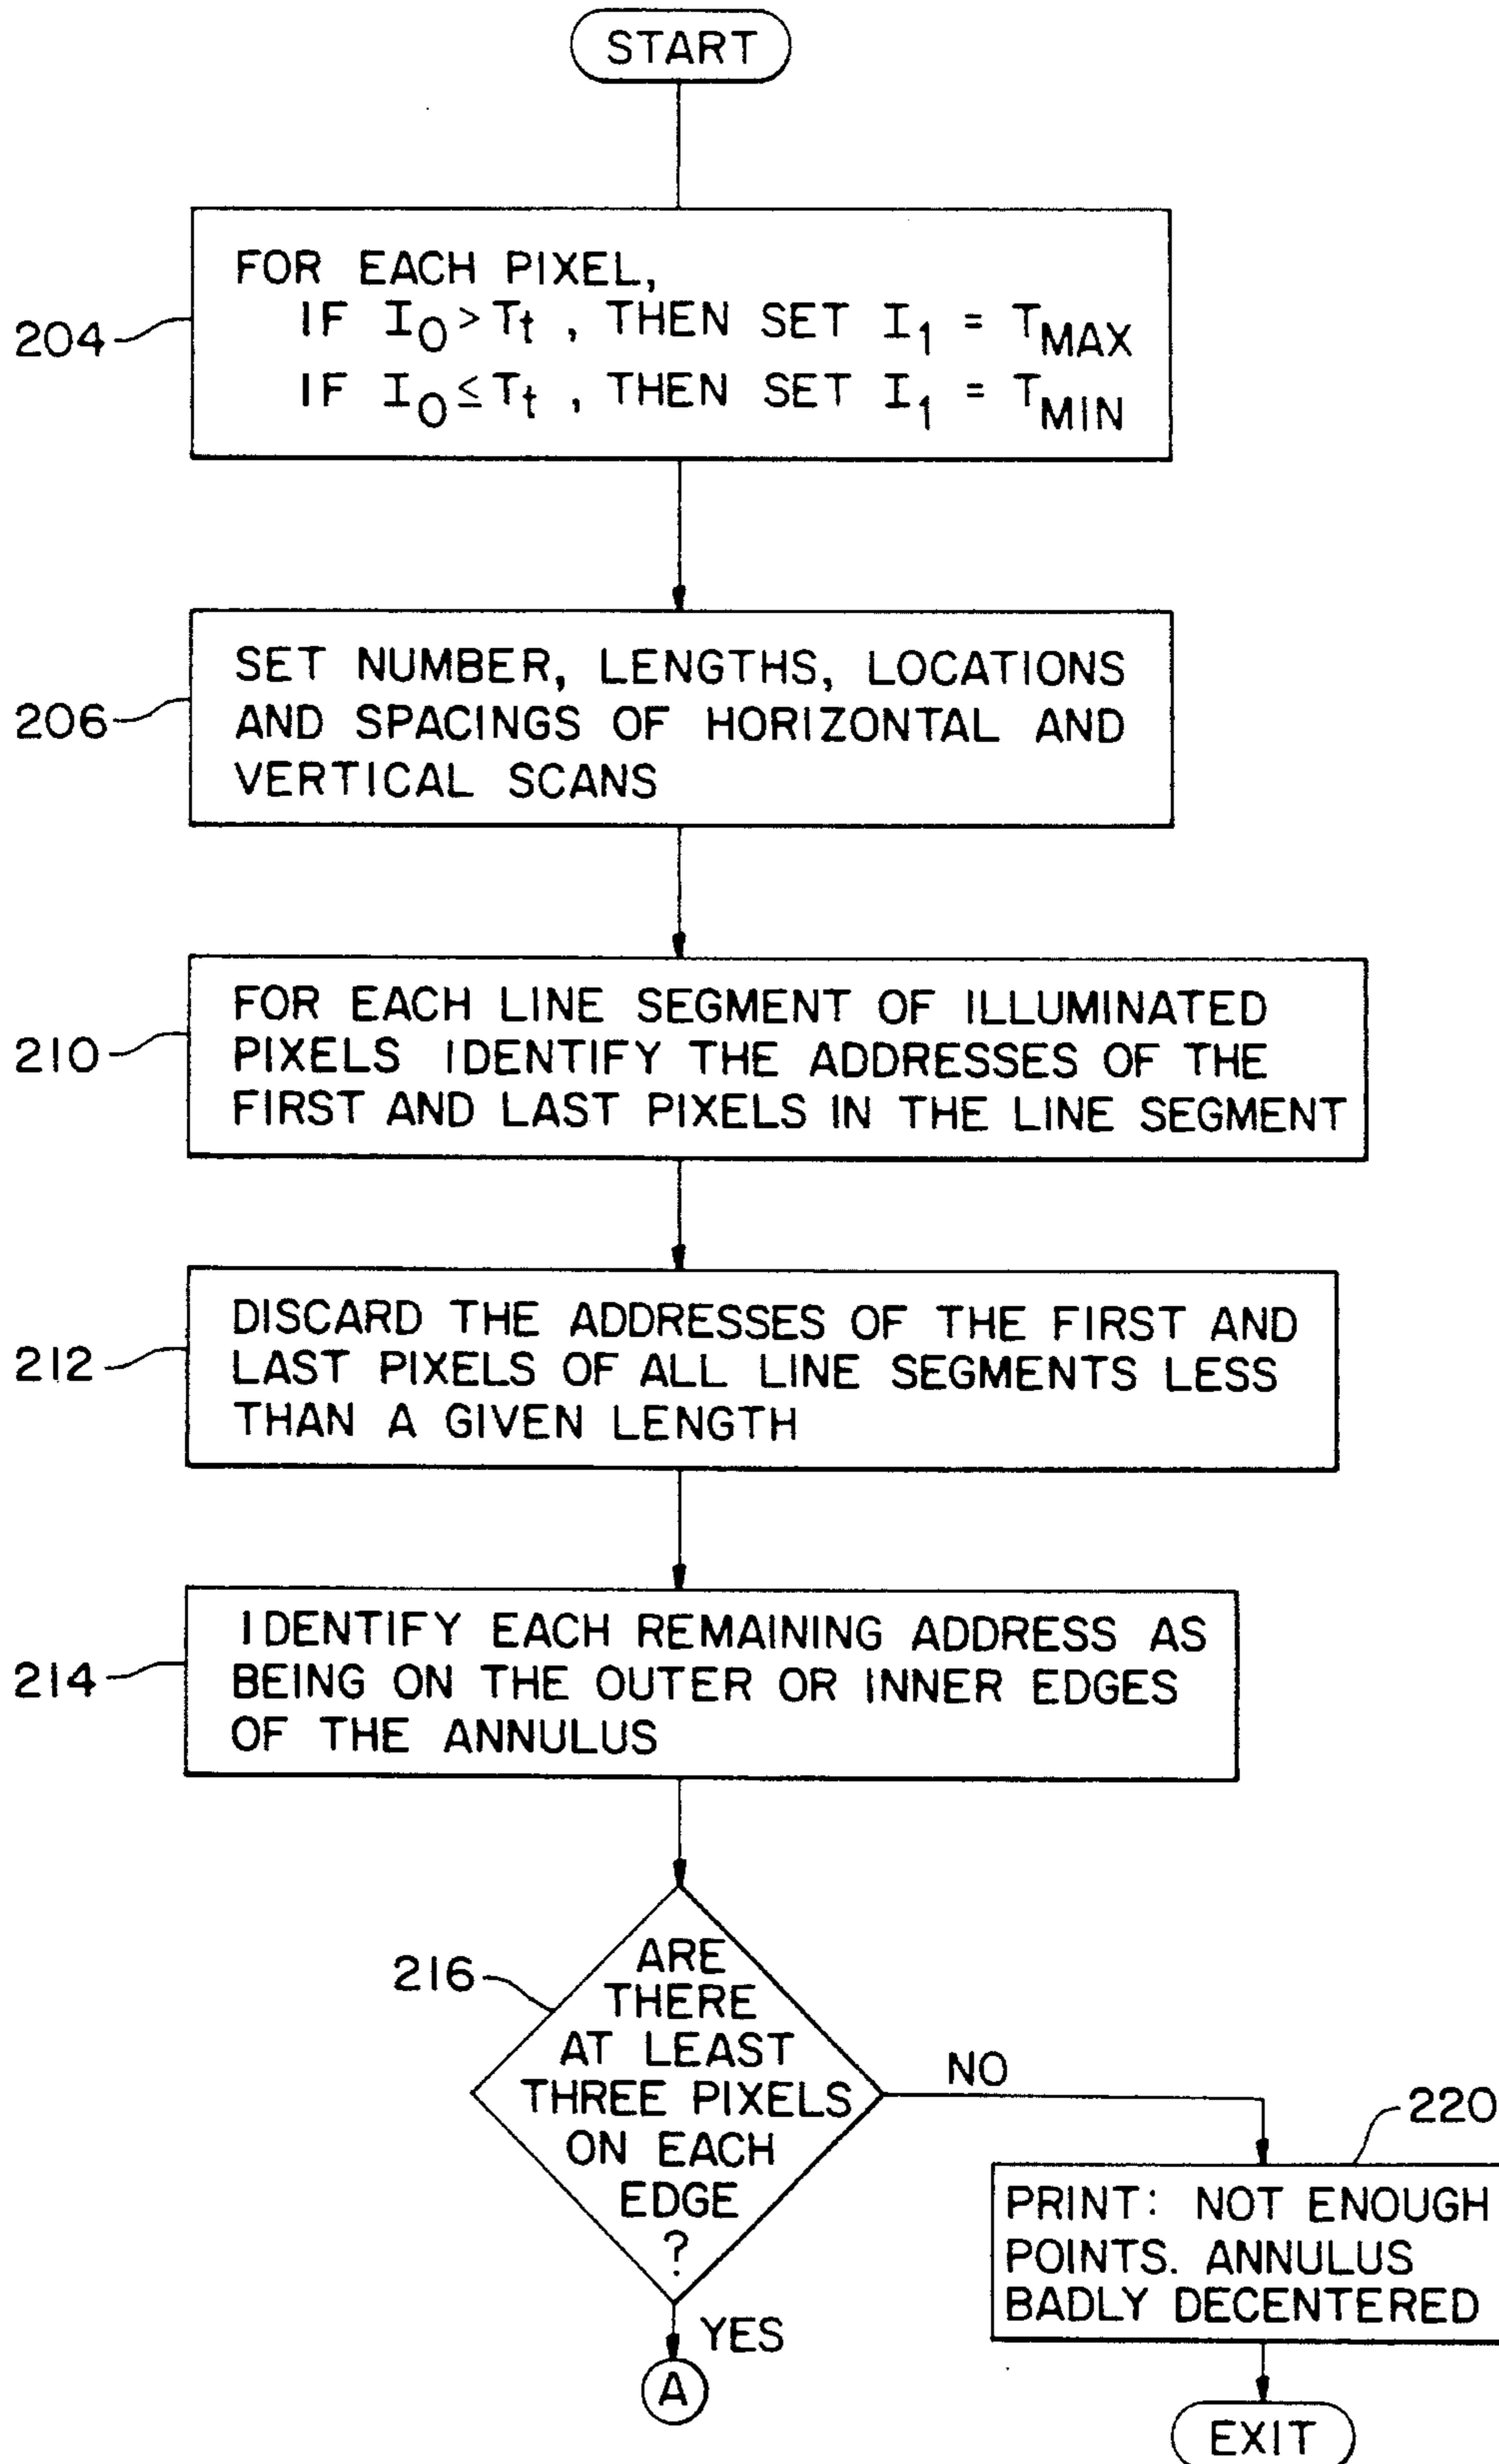 START
204
FOR EACH PIXEL,
IF I0 > Tt , THEN SET I1 = TMAX
IF I0 ≤ Tt , THEN SET I1 = TMIN
206
SET NUMBER, LENGTHS, LOCATIONS
AND SPACINGS OF HORIZONTAL AND
VERTICAL SCANS
210
FOR EACH LINE SEGMENT OF ILLUMINATED
PIXELS IDENTIFY THE ADDRESSES OF THE
FIRST AND LAST PIXELS IN THE LINE SEGMENT
212
DISCARD THE ADDRESSES OF THE FIRST AND
LAST PIXELS OF ALL LINE SEGMENTS LESS
THAN A GIVEN LENGTH
214
IDENTIFY EACH REMAINING ADDRESS AS
BEING ON THE OUTER OR INNER EDGES
OF THE ANNULUS
216
ARE
THERE
AT LEAST
THREE PIXELS
ON EACH
EDGE
?
NO
220
PRINT: NOT ENOUGH
POINTS. ANNULUS
BADLY DECENTERED
YES
A
EXIT